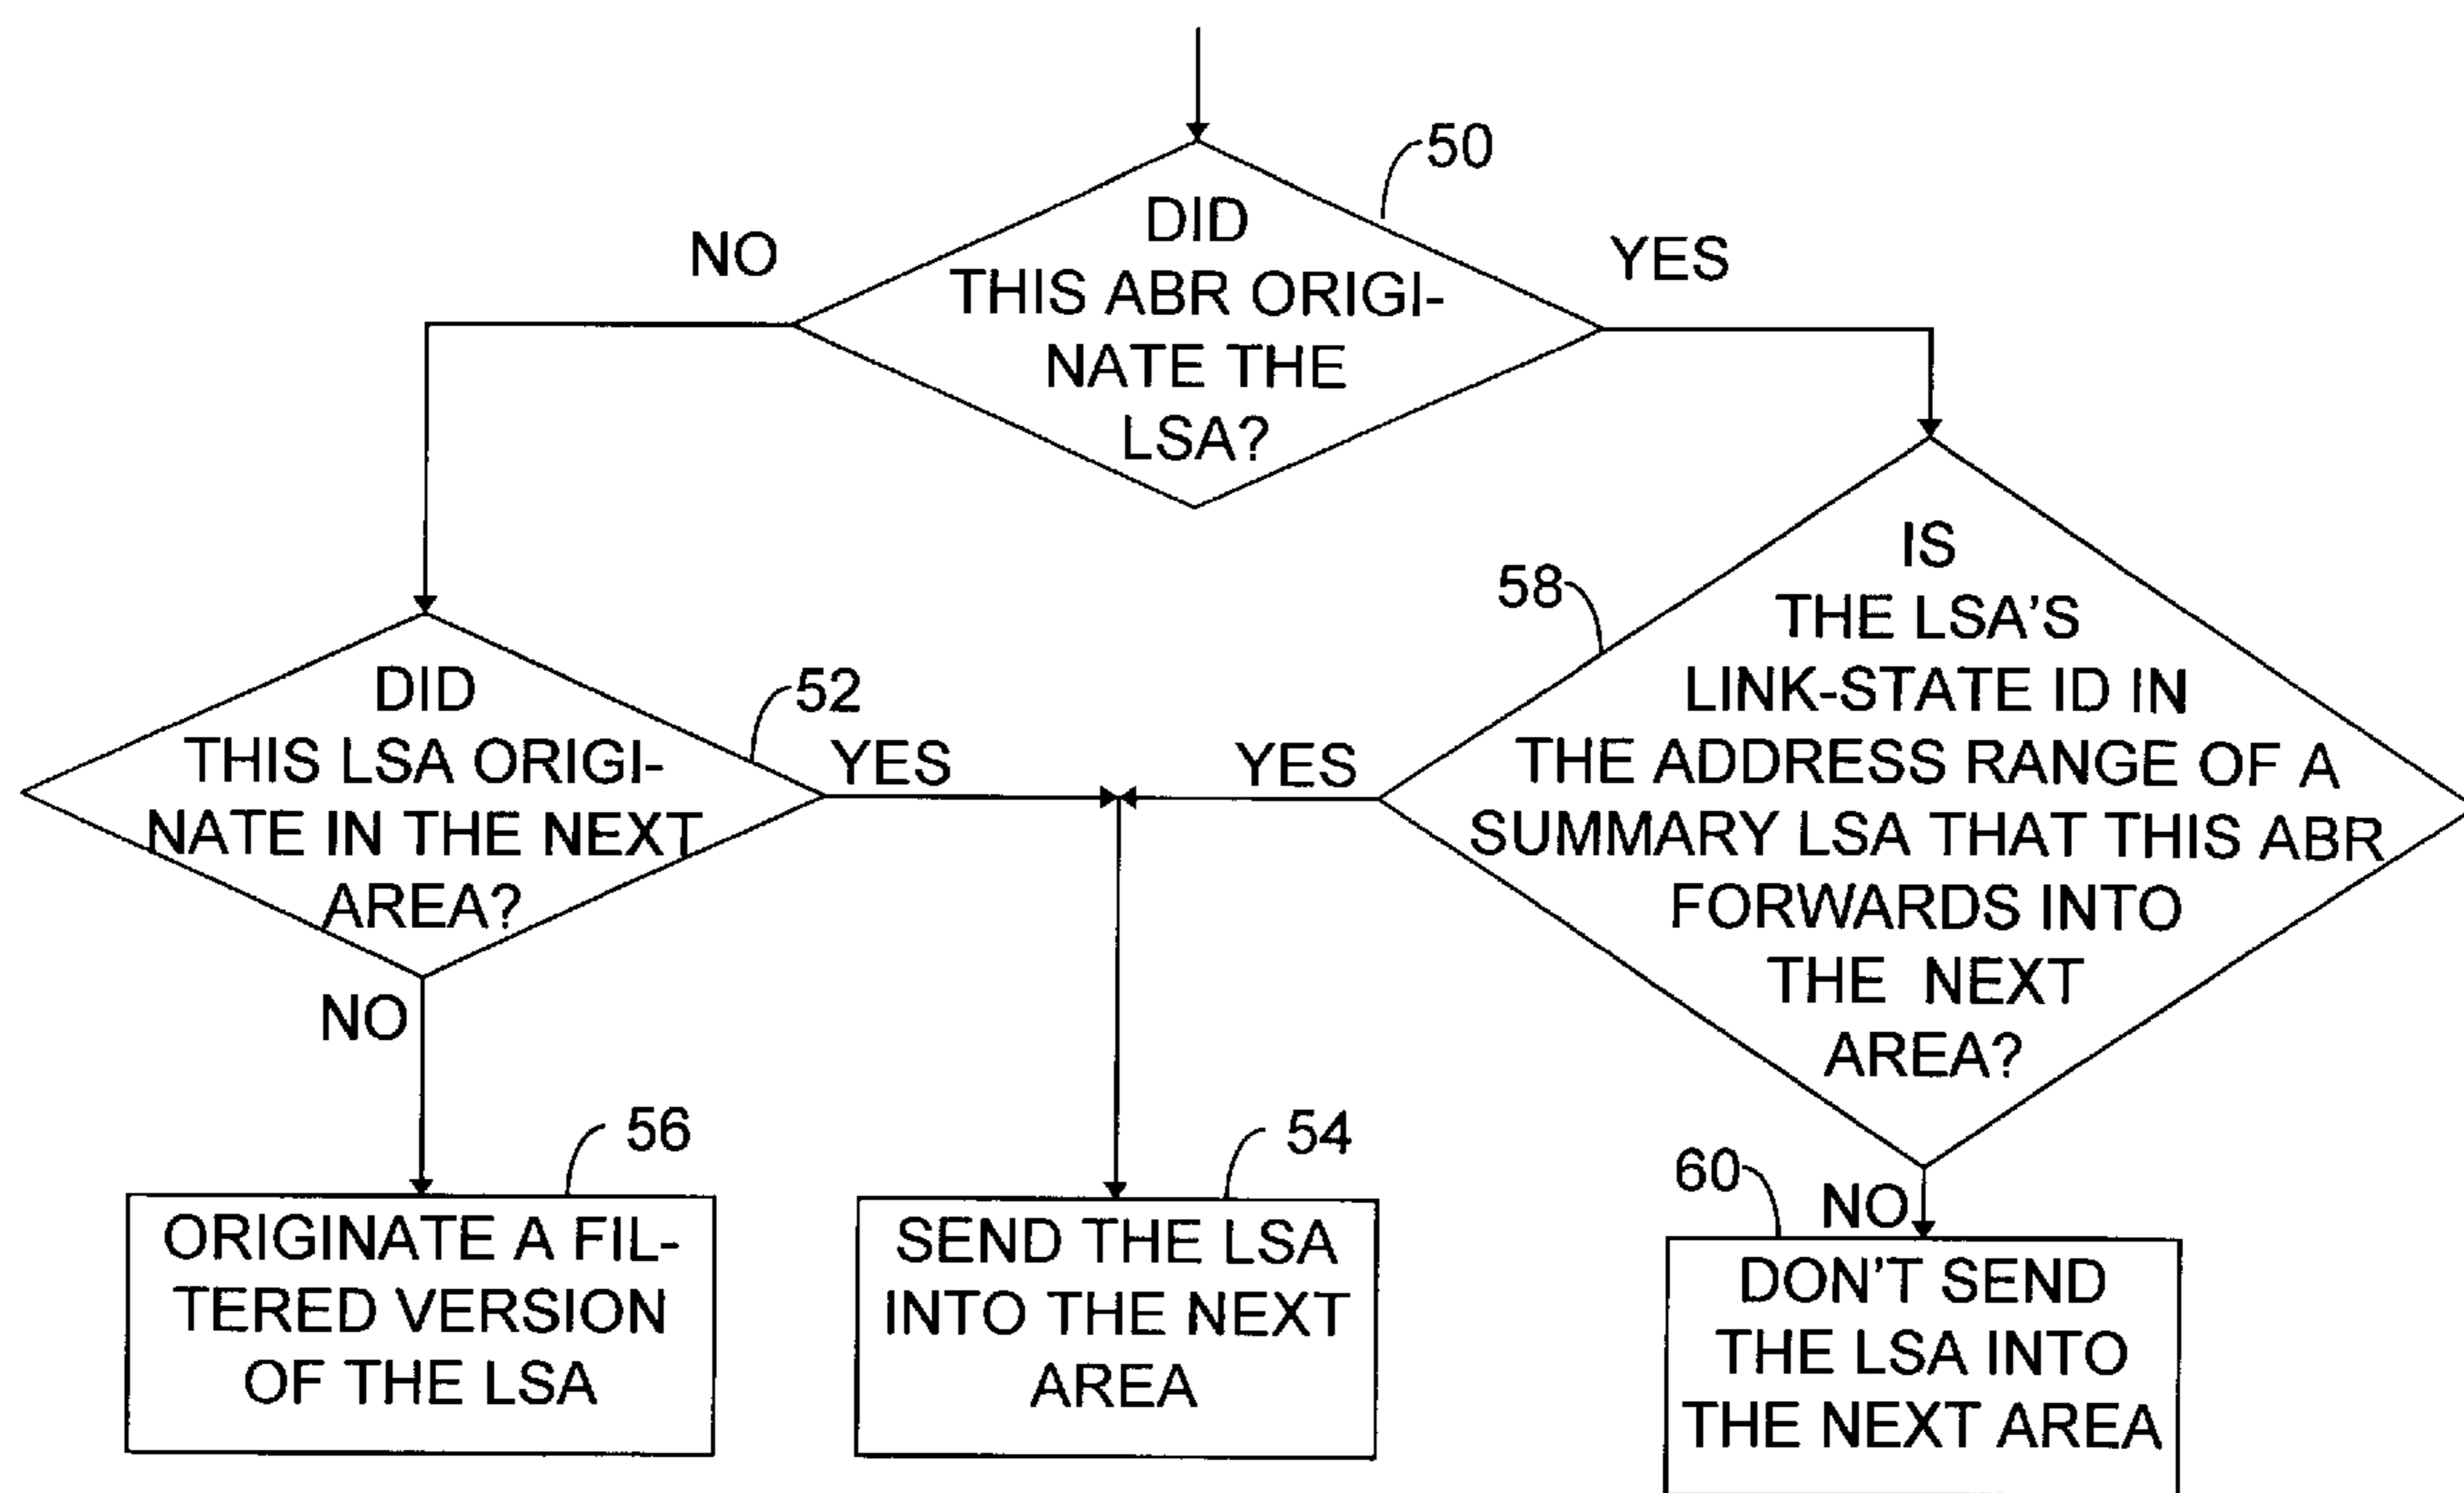 50
DID
THIS ABR ORIGI-
NATE THE
LSA?
NO
YES
52
DID
THIS LSA ORIGI-
NATE IN THE NEXT
AREA?
YES
NO
58
IS
THE LSA'S
LINK-STATE ID IN
THE ADDRESS RANGE OF A
SUMMARY LSA THAT THIS ABR
FORWARDS INTO
THE NEXT
AREA?
YES
NO
56
ORIGINATE A FIL-
TERED VERSION
OF THE LSA
54
SEND THE LSA
INTO THE NEXT
AREA
60
DON'T SEND
THE LSA INTO
THE NEXT AREA